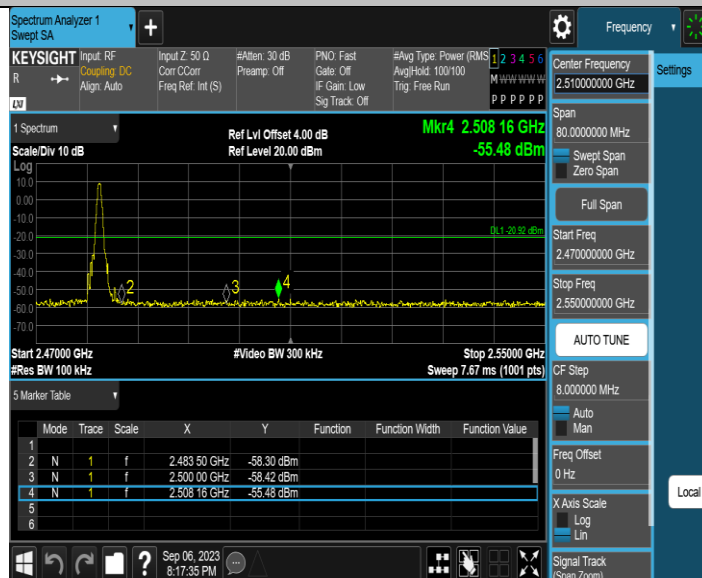 Spectrum Analyzer 1
Swept SA
+
Frequency
KEYSIGHT
R
LXI
Input: RF
Coupling: DC
Align: Auto
Input Z: 50 Ω
Corr CCorr
Freq Ref: Int (S)
#Atten: 30 dB
Preamp: Off
PNO: Fast
Gate: Off
IF Gain: Low
Sig Track: Off
#Avg Type: Power (RMS
Avg|Hold: 100/100
Trig: Free Run
1 2 3 4 5 6
M W W W W W
P P P P P P
1 Spectrum
Scale/Div 10 dB
Ref Lvl Offset 4.00 dB
Ref Level 20.00 dBm
Mkr4 2.508 16 GHz
-55.48 dBm
Log
10.0
0.00
-10.0
-20.0
-30.0
-40.0
-50.0
-60.0
-70.0
DL1 -20.92 dBm
2
3
4
Start 2.47000 GHz
#Res BW 100 kHz
#Video BW 300 kHz
Stop 2.55000 GHz
Sweep 7.67 ms (1001 pts)
5 Marker Table
Mode Trace Scale X Y Function Function Width Function Value
1
2 N 1 f 2.483 50 GHz -58.30 dBm
3 N 1 f 2.500 00 GHz -58.42 dBm
4 N 1 f 2.508 16 GHz -55.48 dBm
5
6
?
Sep 06, 2023
8:17:35 PM
Center Frequency
2.510000000 GHz
Settings
Span
80.0000000 MHz
Swept Span
Zero Span
Full Span
Start Freq
2.470000000 GHz
Stop Freq
2.550000000 GHz
AUTO TUNE
CF Step
8.000000 MHz
Auto
Man
Freq Offset
0 Hz
X Axis Scale
Log
Lin
Signal Track
(Span Zoom)
Local